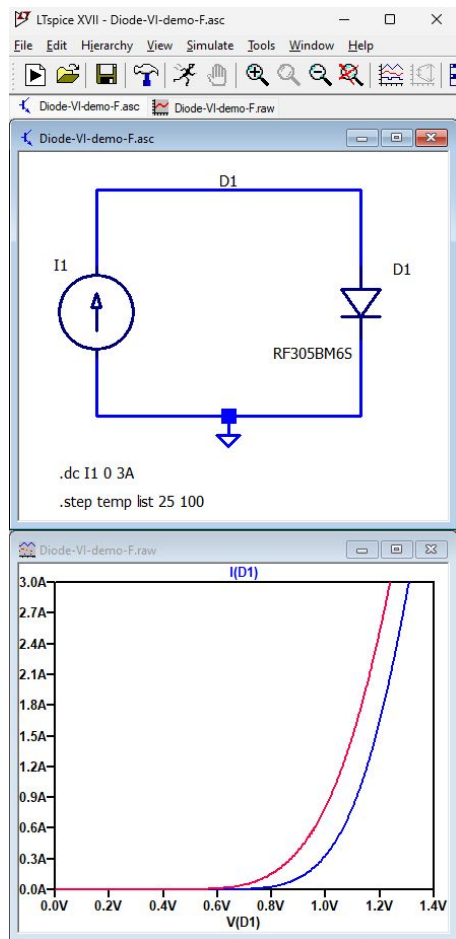 LTspice XVII - Diode-VI-demo-F.asc
File Edit Hierarchy View Simulate Tools Window Help
Diode-VI-demo-F.asc Diode-VI-demo-F.raw
Diode-VI-demo-F.asc
D1
I1
D1
RF305BM6S
.dc I1 0 3A
.step temp list 25 100
Diode-VI-demo-F.raw
I(D1)
3.0A
2.7A
2.4A
2.1A
1.8A
1.5A
1.2A
0.9A
0.6A
0.3A
0.0A
0.0V 0.2V 0.4V 0.6V 0.8V 1.0V 1.2V 1.4V
V(D1)